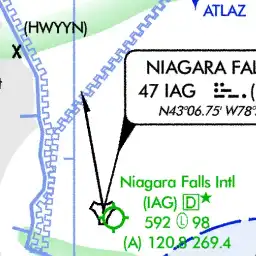 (HWYYN)
X
ATLAZ
NIAGARA FAL
47 IAG
N43°06.75' W78°
Niagara Falls Intl
(IAG) D★
592 Ⓛ 98
(A) 120.8 269.4